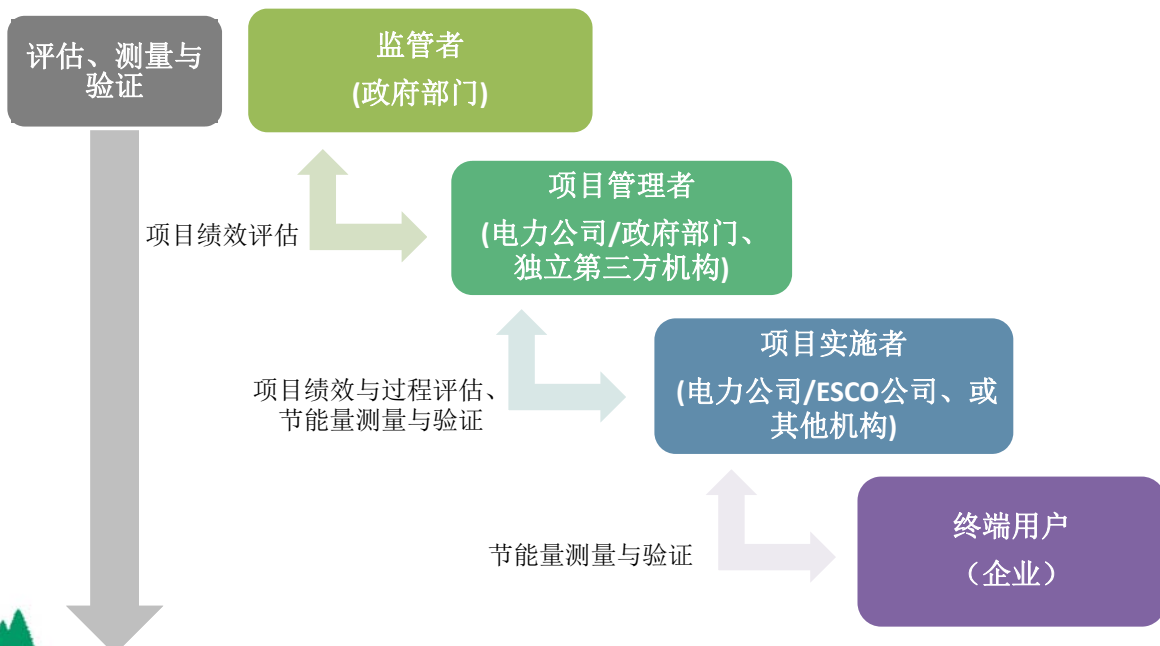 评估、测量与
验证
监管者
(政府部门)
项目绩效评估
项目管理者
(电力公司/政府部门、
独立第三方机构)
项目绩效与过程评估、
节能量测量与验证
项目实施者
(电力公司/ESCO公司、或
其他机构)
节能量测量与验证
终端用户
（企业）